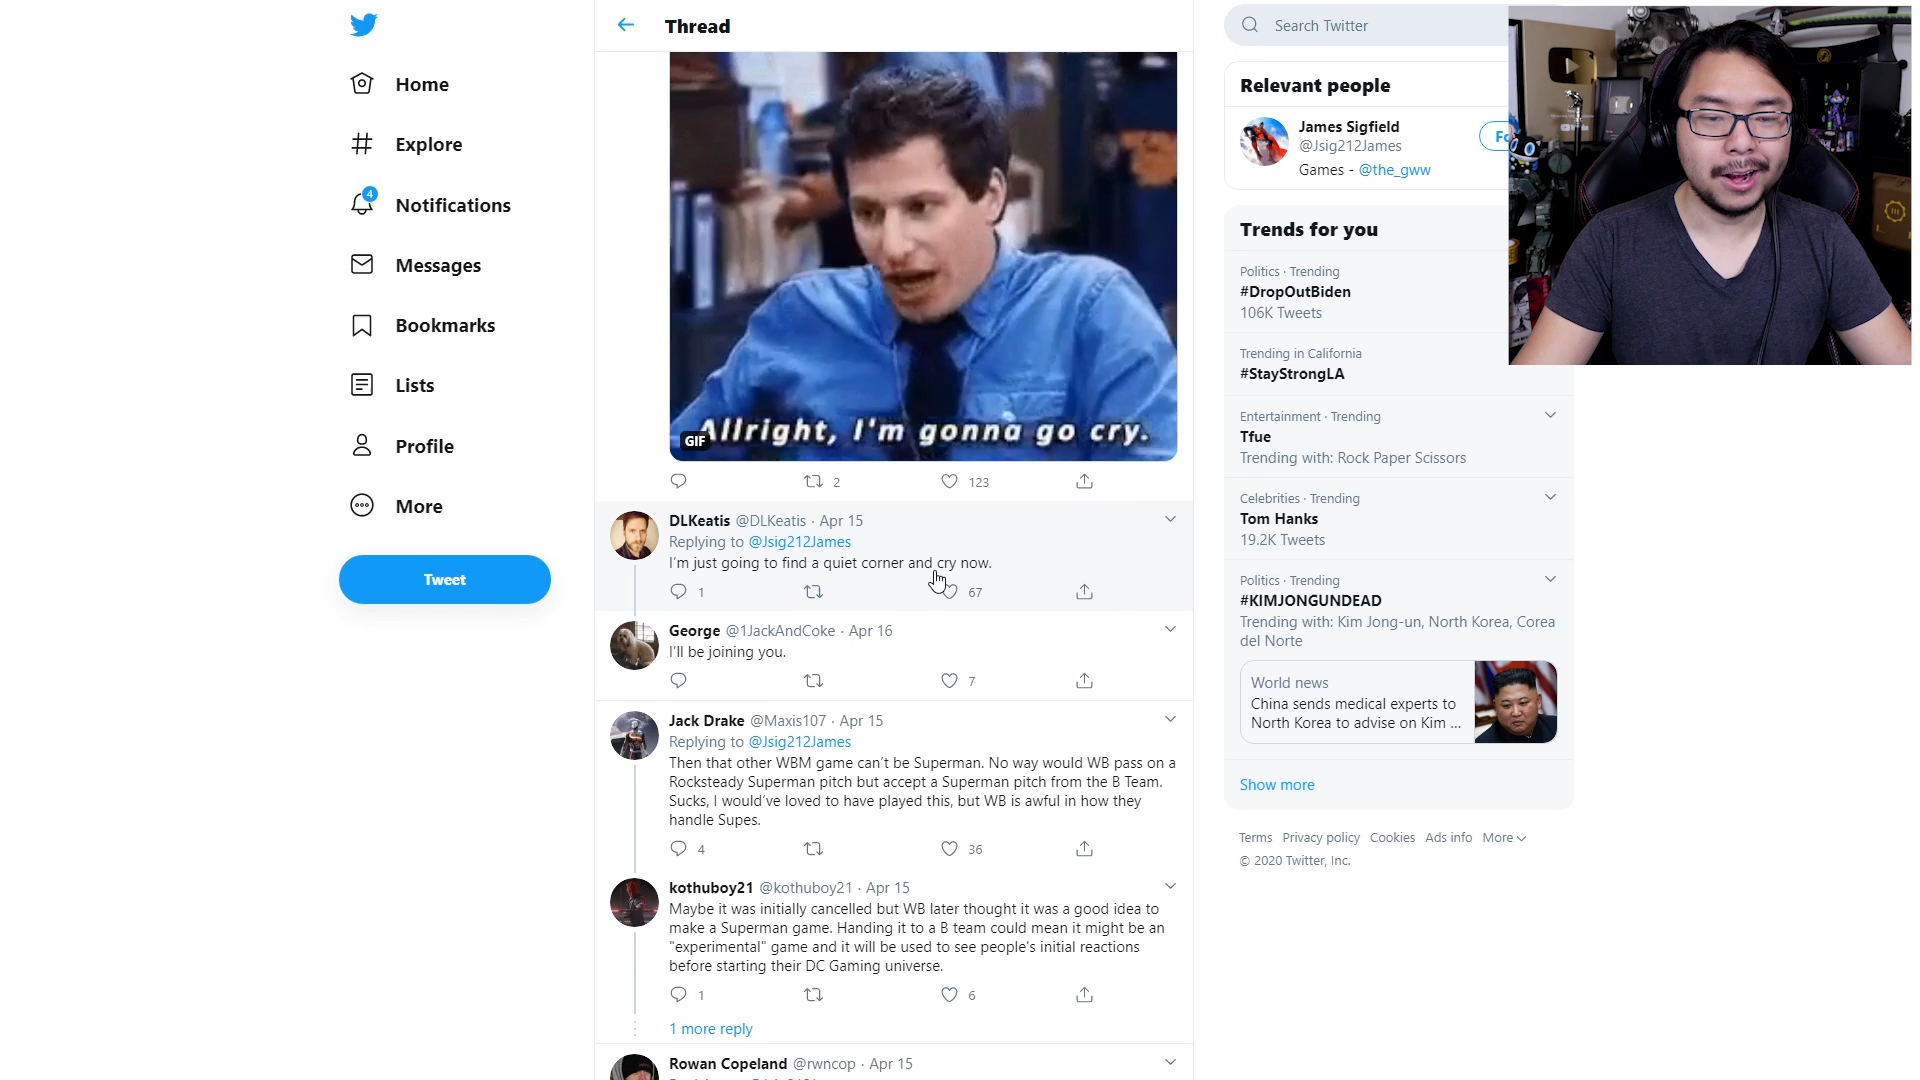 Home
Explore
4
Notifications
Messages
Bookmarks
Lists
Profile
More
Tweet
Thread
Allright, I'm gonna go cry.
GIF
2
123
DLKeatis @DLKeatis · Apr 15
Replying to @Jsig212James
I'm just going to find a quiet corner and cry now.
1
67
George @1JackAndCoke · Apr 16
I'll be joining you.
7
Jack Drake @Maxis107 · Apr 15
Replying to @Jsig212James
Then that other WBM game can't be Superman. No way would WB pass on a
Rocksteady Superman pitch but accept a Superman pitch from the B Team.
Sucks, I would've loved to have played this, but WB is awful in how they
handle Supes.
4
36
kothuboy21 @kothuboy21 · Apr 15
Maybe it was initially cancelled but WB later thought it was a good idea to
make a Superman game. Handing it to a B team could mean it might be an
"experimental" game and it will be used to see people's initial reactions
before starting their DC Gaming universe.
1
6
1 more reply
Rowan Copeland @rwncop · Apr 15
Search Twitter
Relevant people
James Sigfield
@Jsig212James
Games - @the_gww
Trends for you
Politics · Trending
#DropOutBiden
106K Tweets
Trending in California
#StayStrongLA
Entertainment · Trending
Tfue
Trending with: Rock Paper Scissors
Celebrities · Trending
Tom Hanks
19.2K Tweets
Politics · Trending
#KIMJONGUNDEAD
Trending with: Kim Jong-un, North Korea, Corea
del Norte
World news
China sends medical experts to
North Korea to advise on Kim ...
Show more
Terms Privacy policy Cookies Ads info More
© 2020 Twitter, Inc.